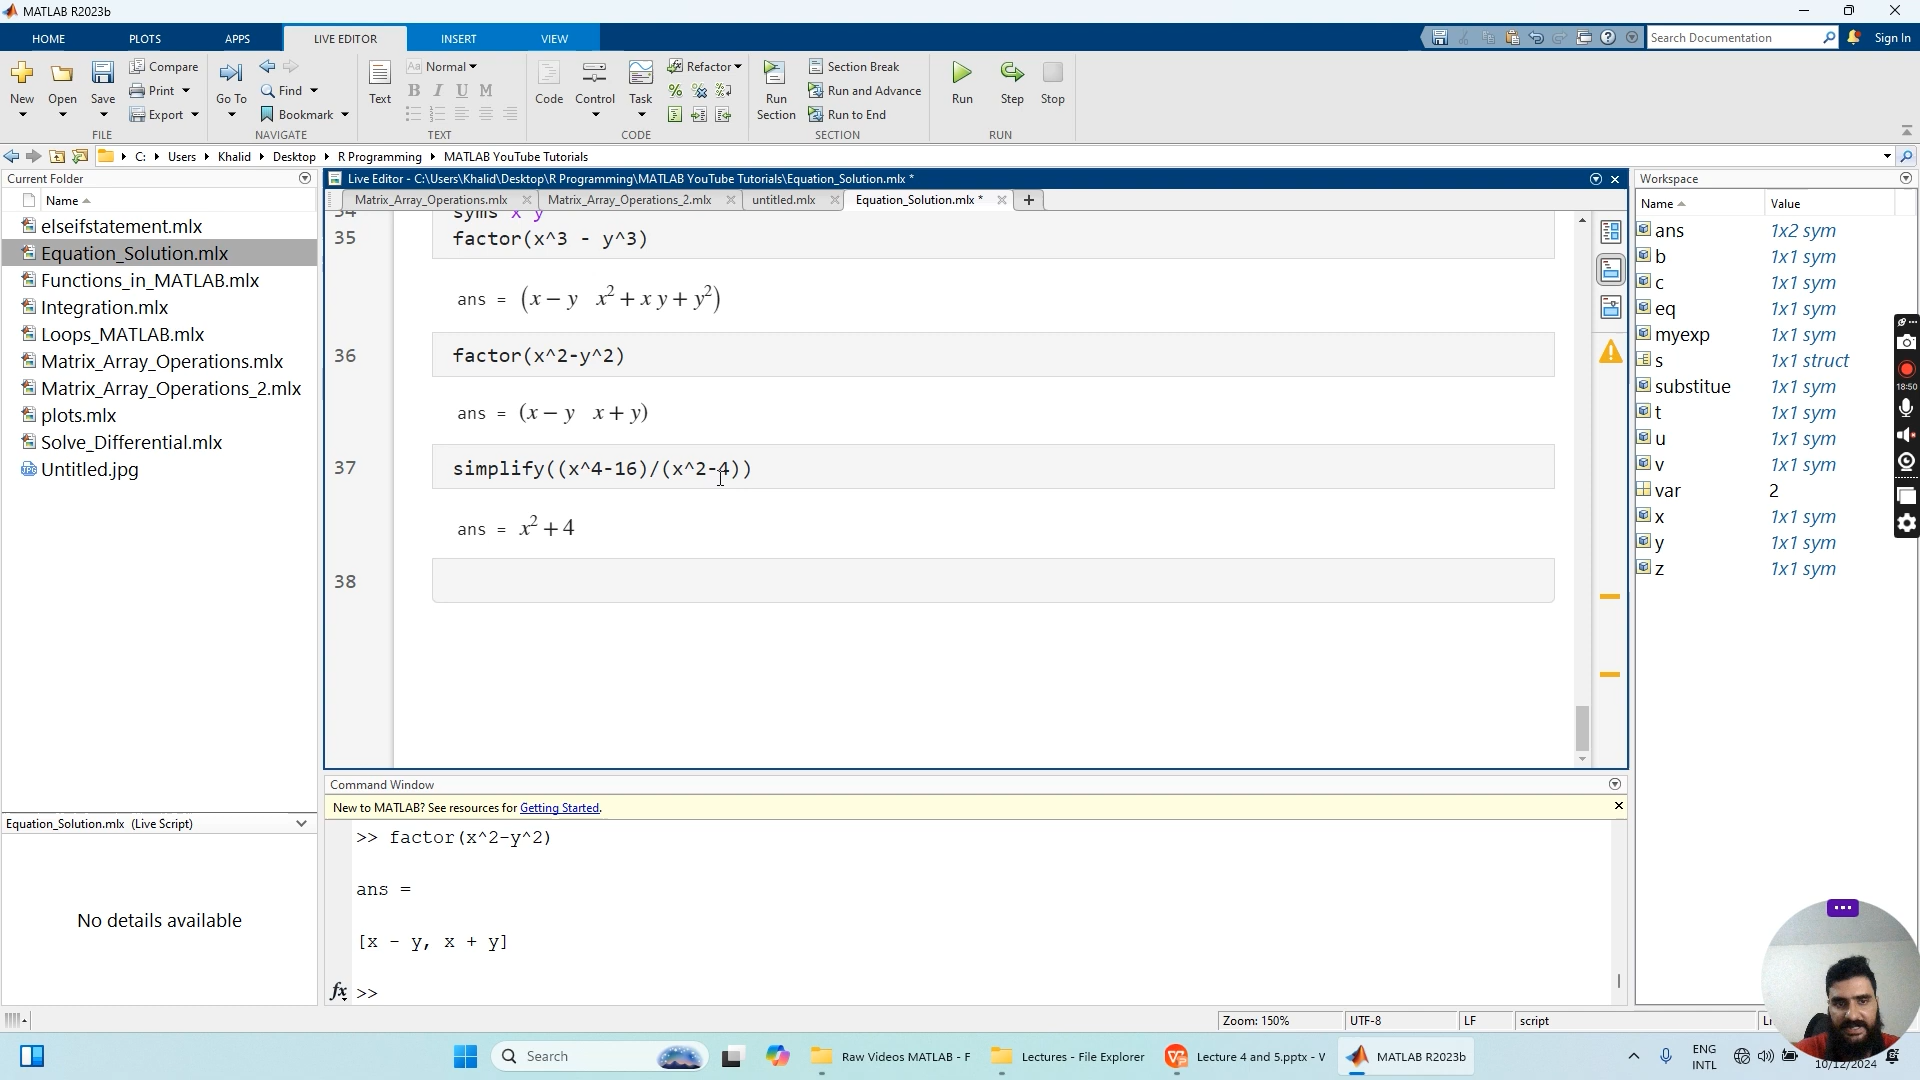 MATLAB R2023b
HOME PLOTS APPS LIVE EDITOR INSERT VIEW
Search Documentation Sign In
New Open Save Compare Print Export
FILE
Go To Find Bookmark
NAVIGATE
Text Aa Normal B I U M
TEXT
Code Control Task Refactor
CODE
Run Section Section Break Run and Advance Run to End
SECTION
Run Step Stop
RUN
C: Users Khalid Desktop R Programming MATLAB YouTube Tutorials
Current Folder
Name
elseifstatement.mlx
Equation_Solution.mlx
Functions_in_MATLAB.mlx
Integration.mlx
Loops_MATLAB.mlx
Matrix_Array_Operations.mlx
Matrix_Array_Operations_2.mlx
plots.mlx
Solve_Differential.mlx
Untitled.jpg
Equation_Solution.mlx (Live Script)
No details available
Live Editor - C:\Users\Khalid\Desktop\R Programming\MATLAB YouTube Tutorials\Equation_Solution.mlx *
Matrix_Array_Operations.mlx Matrix_Array_Operations_2.mlx untitled.mlx Equation_Solution.mlx *
34 syms x y
35 factor(x^3 - y^3)
ans = (x − y x² + x y + y²)
36 factor(x^2-y^2)
ans = (x − y x + y)
37 simplify((x^4-16)/(x^2-4))
ans = x² + 4
38
Command Window
New to MATLAB? See resources for Getting Started.
>> factor(x^2-y^2)
ans =
[x - y, x + y]
fx >>
Workspace
Name Value
ans 1x2 sym
b 1x1 sym
c 1x1 sym
eq 1x1 sym
myexp 1x1 sym
s 1x1 struct
substitue 1x1 sym
t 1x1 sym
u 1x1 sym
v 1x1 sym
var 2
x 1x1 sym
y 1x1 sym
z 1x1 sym
18:50
Zoom: 150% UTF-8 LF script
Search Raw Videos MATLAB - F Lectures - File Explorer Lecture 4 and 5.pptx - V MATLAB R2023b
ENG
INTL
10/12/2024